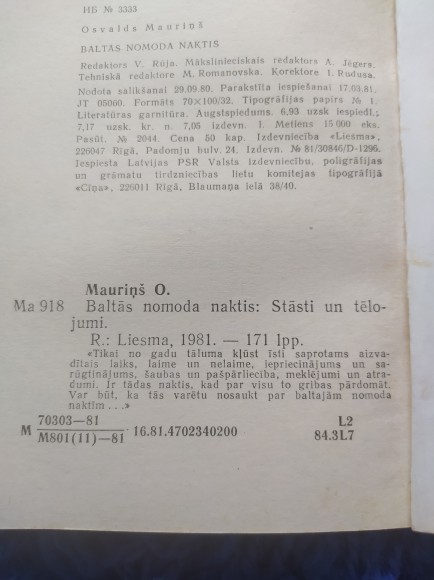 НБ № 3333
Osvalds Mauriņš
BALTĀS NOMODA NAKTIS
Redaktors V. Rūja. Mākslinieciskais redaktors A. Jēgers.
Tehniskā redaktore M. Romanovska. Korektore I. Rudusa.
Nodota salikšanai 29.09.80. Parakstīta iespiešanai 17.03.81.
JT 05060. Formāts 70×100/32. Tipogrāfijas papīrs № 1.
Literatūras garnitūra. Augstspiedums. 6,93 uzsk. iespiedl.;
7,17 uzsk. kr. n. 7,05 izdevn. l. Metiens 15 000 eks.
Pasūt. № 2044. Cena 50 kap. Izdevniecība «Liesma»,
226047 Rīgā, Padomju bulv. 24. Izdevn. № 81/30846/D-1296.
Iespiesta Latvijas PSR Valsts izdevniecību, poligrāfijas
un grāmatu tirdzniecības lietu komitejas tipogrāfijā
«Cīņa», 226011 Rīgā, Blaumaņa ielā 38/40.
Mauriņš O.
Ma 918 Baltās nomoda naktis: Stāsti un tēlo-
jumi.
R.: Liesma, 1981. — 171 lpp.
«Tikai no gadu tāluma kļūst īsti saprotams aizva-
dītais laiks, laime un nelaime, iepriecinājums un sa-
rūgtinājums, šaubas un pašpārliecība, meklējumi un atra-
dumi. Ir tādas naktis, kad par visu to gribas pārdomāt.
Var būt, ka tās varētu nosaukt par baltajām nomoda
naktīm...»
M 70303—81 / M801(11)—81 · 16.81.4702340200 L2
84.3L7